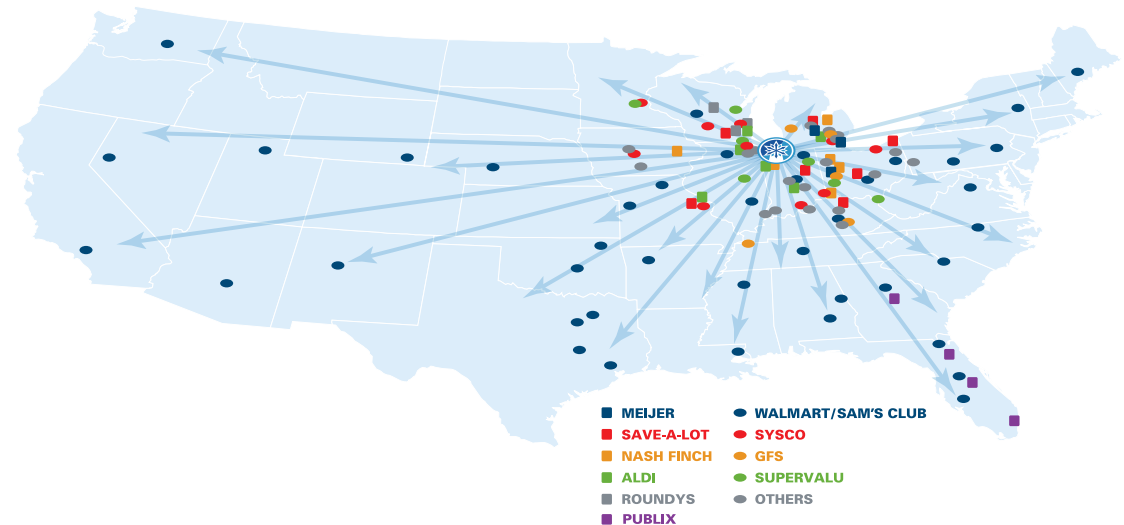 MEIJER
WALMART/SAM'S CLUB
SAVE-A-LOT
SYSCO
NASH FINCH
GFS
ALDI
SUPERVALU
ROUNDYS
OTHERS
PUBLIX